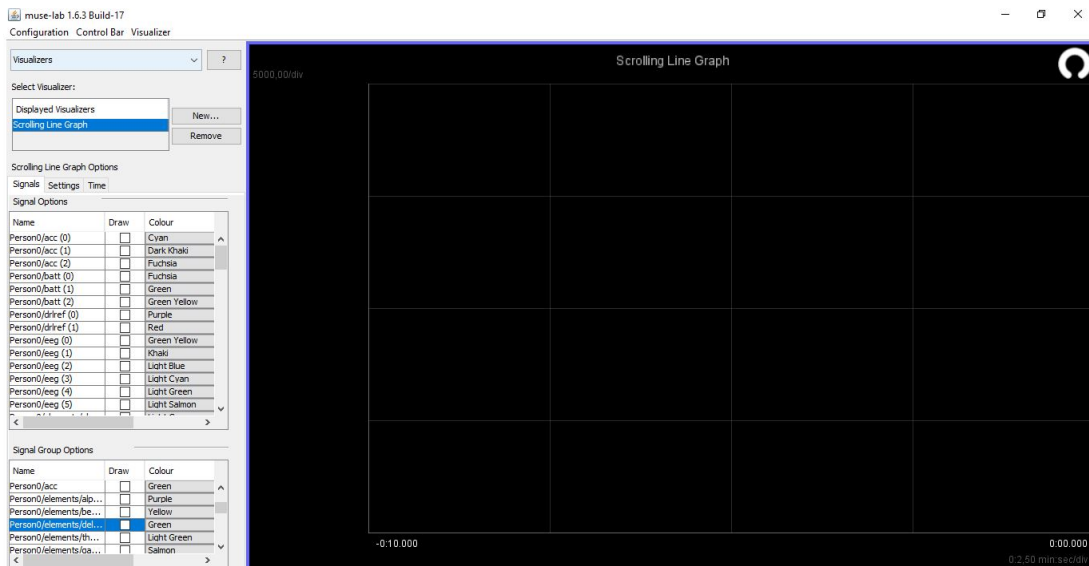 muse-lab 1.6.3 Build-17
Configuration Control Bar Visualizer
Visualizers ?
Select Visualizer:
Displayed Visualizers
Scrolling Line Graph
New...
Remove
Scrolling Line Graph Options
Signals Settings Time
Signal Options
Name Draw Colour
Person0/acc (0) Cyan
Person0/acc (1) Dark Khaki
Person0/acc (2) Fuchsia
Person0/batt (0) Fuchsia
Person0/batt (1) Green
Person0/batt (2) Green Yellow
Person0/drlref (0) Purple
Person0/drlref (1) Red
Person0/eeg (0) Green Yellow
Person0/eeg (1) Khaki
Person0/eeg (2) Light Blue
Person0/eeg (3) Light Cyan
Person0/eeg (4) Light Green
Person0/eeg (5) Light Salmon
Signal Group Options
Name Draw Colour
Person0/acc Green
Person0/elements/alp... Purple
Person0/elements/be... Yellow
Person0/elements/del... Green
Person0/elements/th... Light Green
Person0/elements/ga... Salmon
Scrolling Line Graph
5000,00/div
-0:10.000 0:00.000
0:2,50 min:sec/div